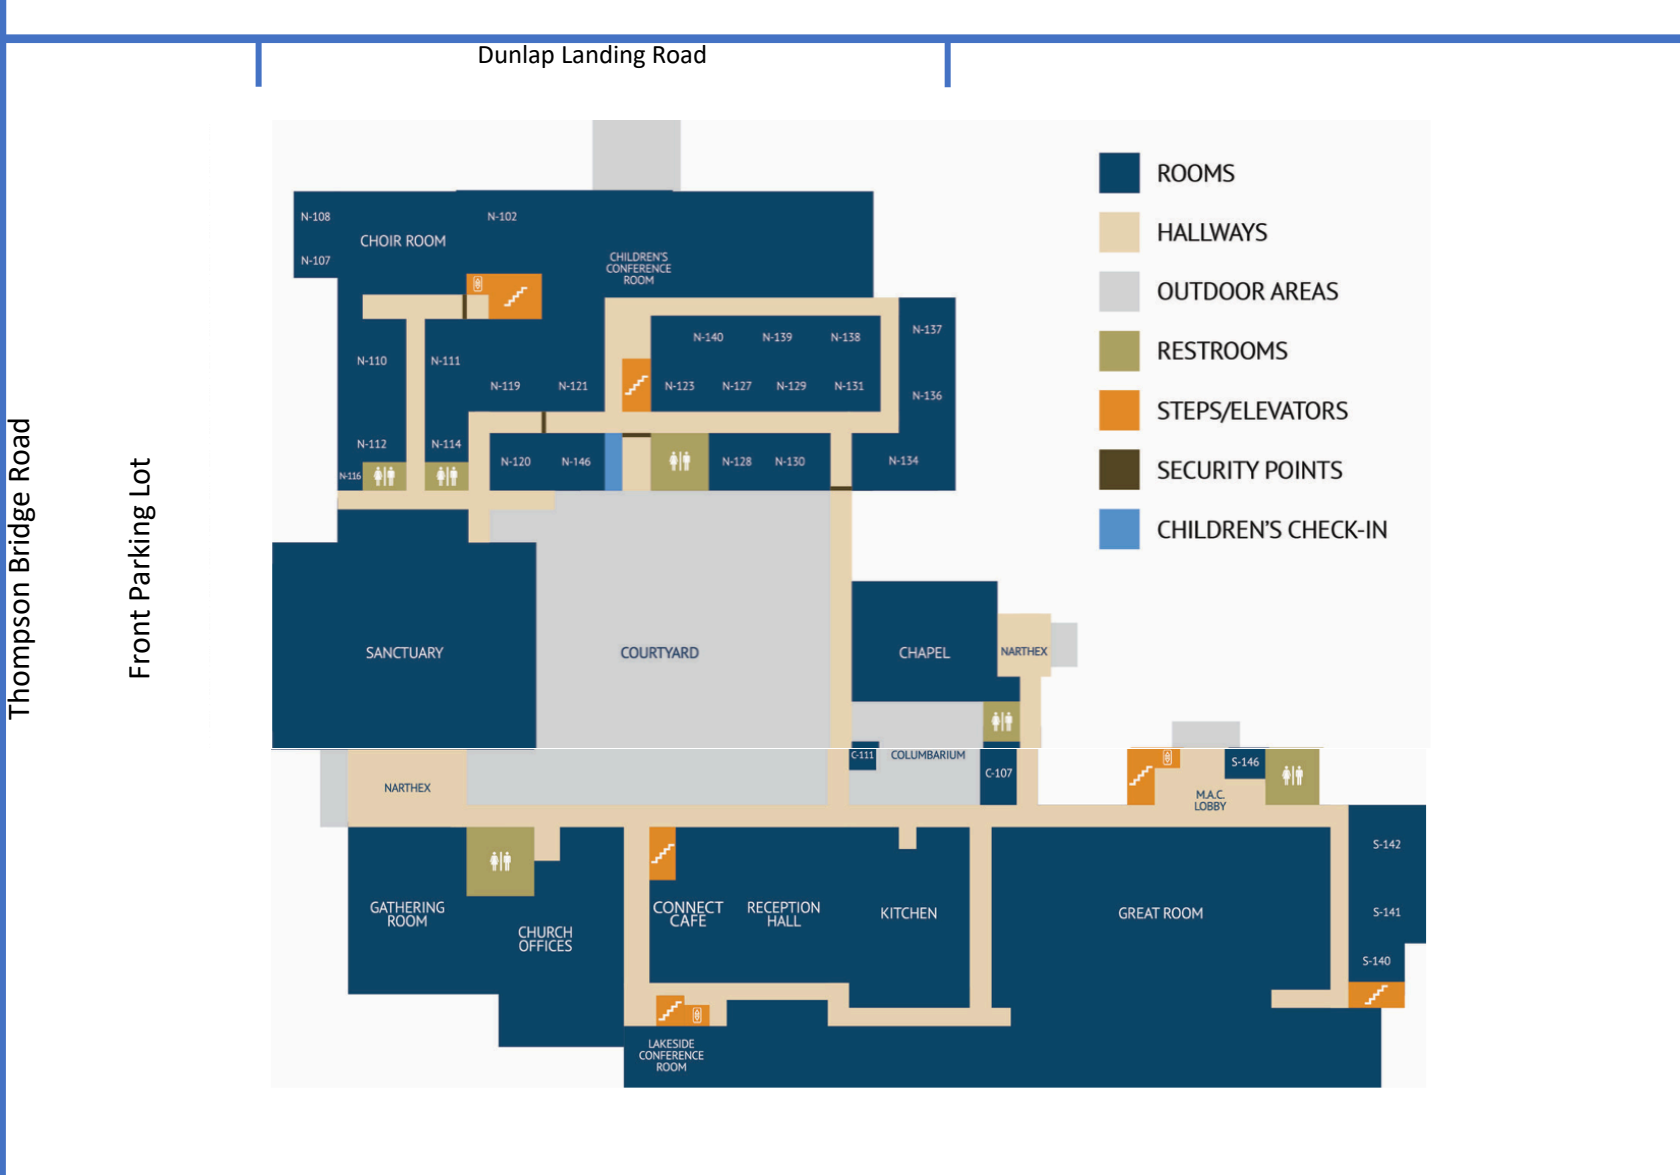 Dunlap Landing Road
Thompson Bridge Road
Front Parking Lot
ROOMS
HALLWAYS
OUTDOOR AREAS
RESTROOMS
STEPS/ELEVATORS
SECURITY POINTS
CHILDREN'S CHECK-IN
N-108
N-102
CHOIR ROOM
N-107
CHILDREN'S
CONFERENCE
ROOM
N-137
N-140
N-139
N-138
N-110
N-111
N-119
N-121
N-123
N-127
N-129
N-131
N-136
N-112
N-114
N-116
N-120
N-146
N-128
N-130
N-134
SANCTUARY
COURTYARD
CHAPEL
NARTHEX
C-111
COLUMBARIUM
C-107
S-146
NARTHEX
M.A.C.
LOBBY
S-142
GATHERING
ROOM
CHURCH
OFFICES
CONNECT
CAFE
RECEPTION
HALL
KITCHEN
GREAT ROOM
S-141
S-140
LAKESIDE
CONFERENCE
ROOM